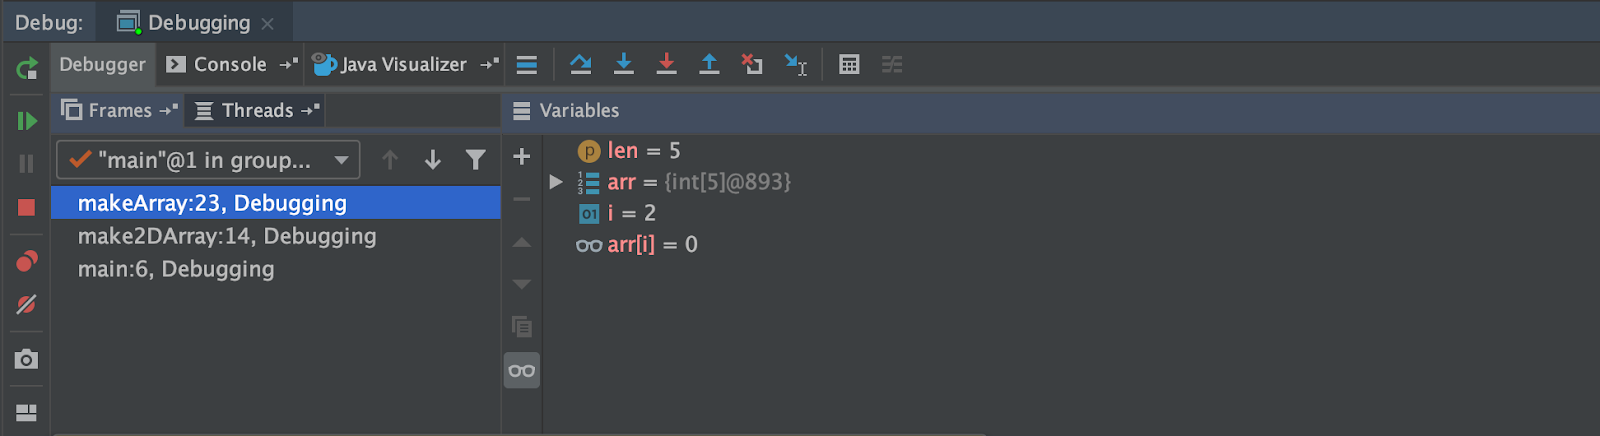 Debug: Debugging
Debugger Console Java Visualizer
Frames Threads Variables
"main"@1 in group...
len = 5
arr = {int[5]@893}
i = 2
arr[i] = 0
makeArray:23, Debugging
make2DArray:14, Debugging
main:6, Debugging